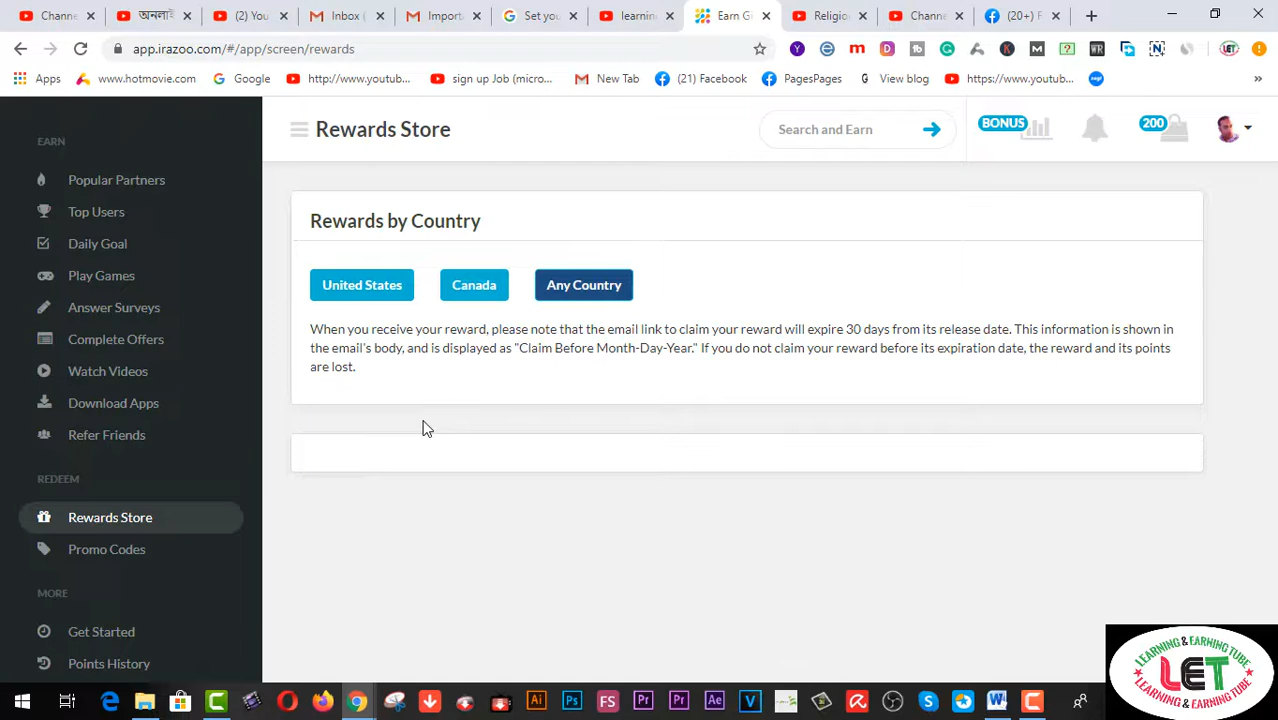 Channe
অনলাই
(2) You
Inbox (
Importa
Set you
learning
Earn G
Religio
Channe
(20+) F
app.irazoo.com/#/app/screen/rewards
Apps
www.hotmovie.com
Google
http://www.youtub...
sign up Job (micro...
New Tab
(21) Facebook
PagesPages
View blog
https://www.youtub...
EARN
Popular Partners
Top Users
Daily Goal
Play Games
Answer Surveys
Complete Offers
Watch Videos
Download Apps
Refer Friends
REDEEM
Rewards Store
Promo Codes
MORE
Get Started
Points History
Rewards Store
Search and Earn
BONUS
200
Rewards by Country
United States
Canada
Any Country
When you receive your reward, please note that the email link to claim your reward will expire 30 days from its release date. This information is shown in
the email's body, and is displayed as "Claim Before Month-Day-Year." If you do not claim your reward before its expiration date, the reward and its points
are lost.
LEARNING & EARNING TUBE
LET
LEARNING & EARNING TUBE